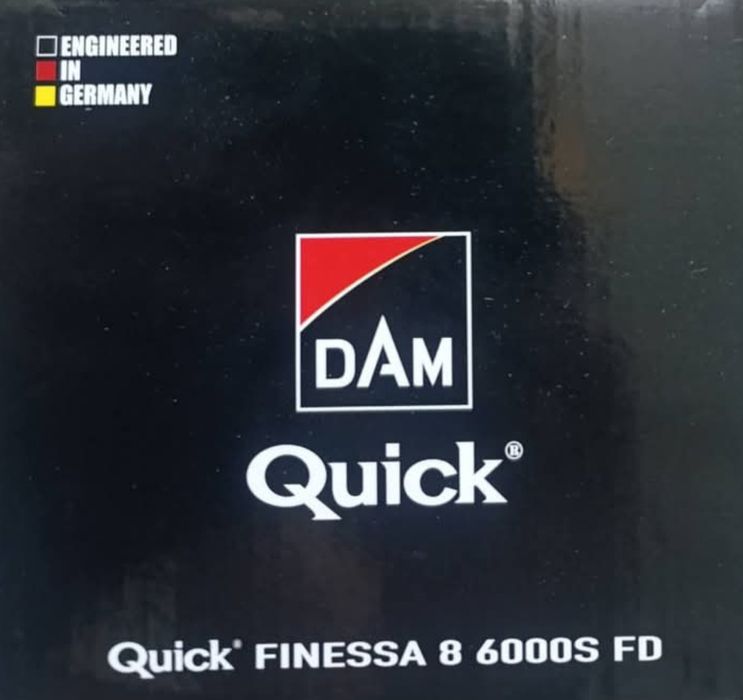 ENGINEERED
IN
GERMANY
DAM
Quick®
Quick® FINESSA 8 6000S FD